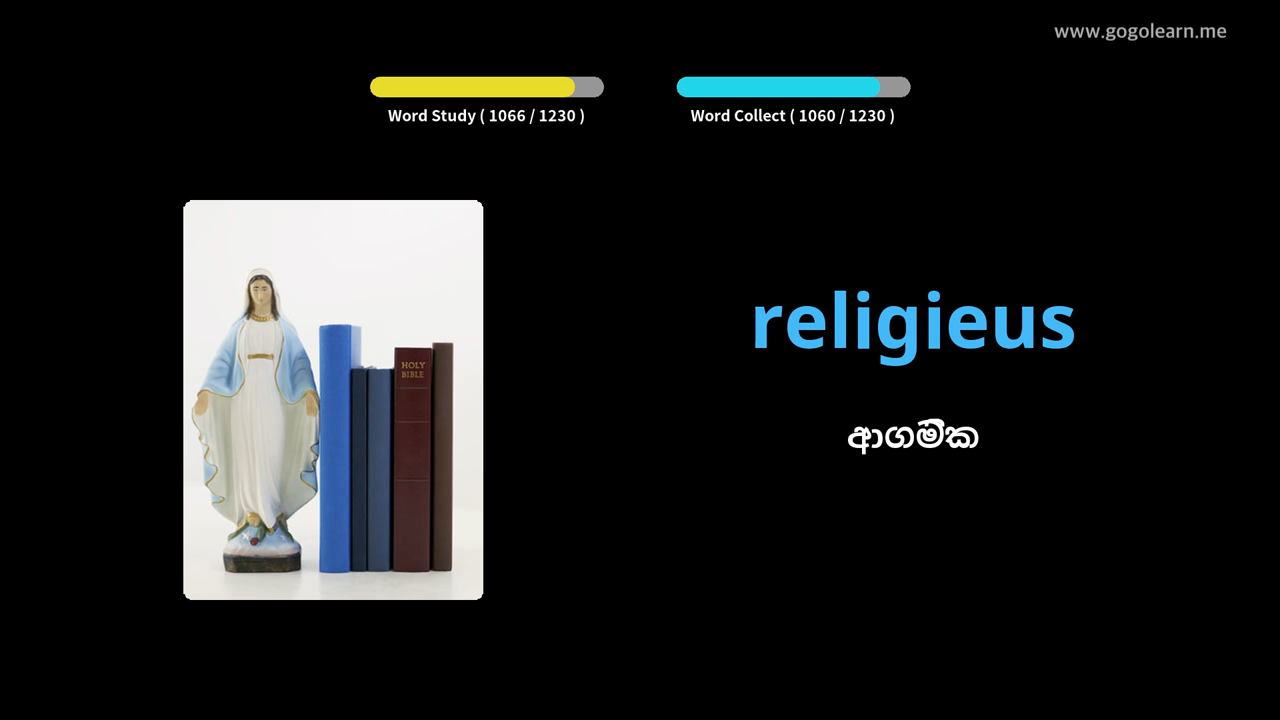 www.gogolearn.me
Word Study ( 1066 / 1230 )
Word Collect ( 1060 / 1230 )
HOLY
BIBLE
religieus
ආගමික